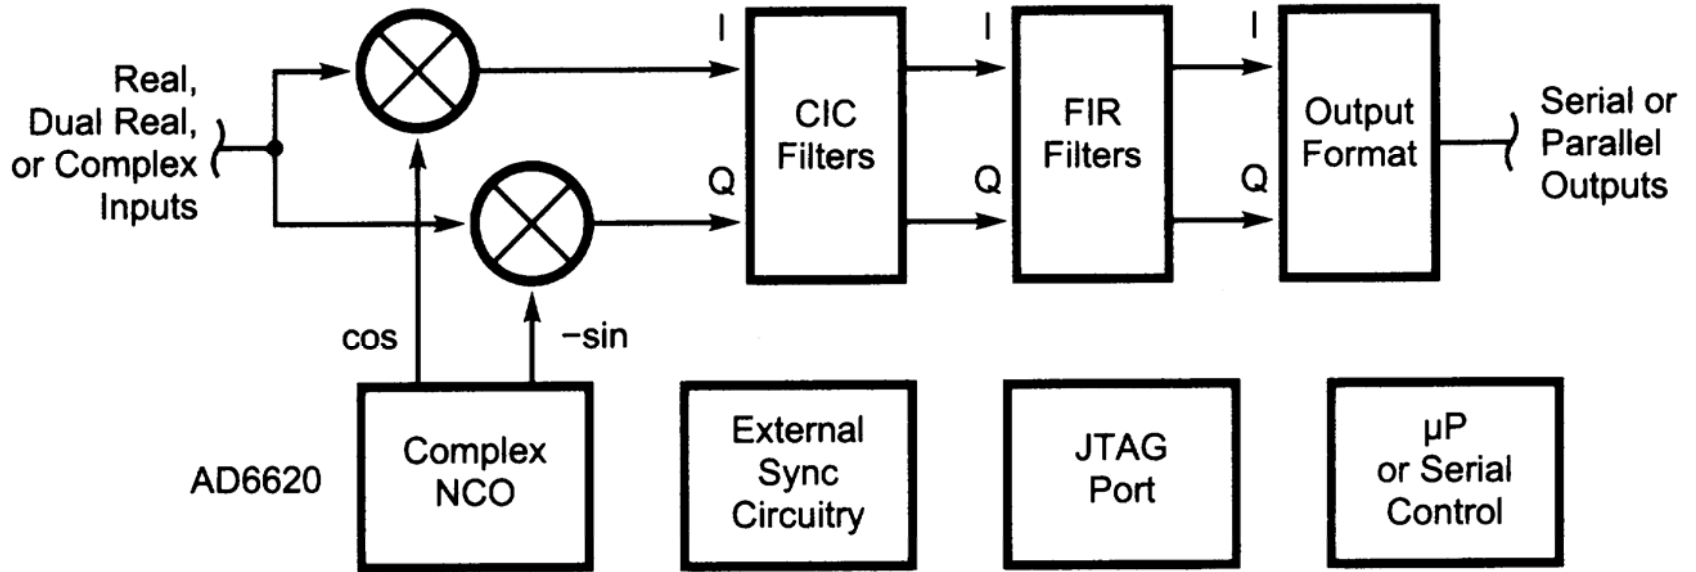 Real,
Dual Real,
or Complex
Inputs
I
Q
CIC
Filters
I
Q
FIR
Filters
I
Q
Output
Format
Serial or
Parallel
Outputs
cos
−sin
AD6620
Complex
NCO
External
Sync
Circuitry
JTAG
Port
µP
or Serial
Control